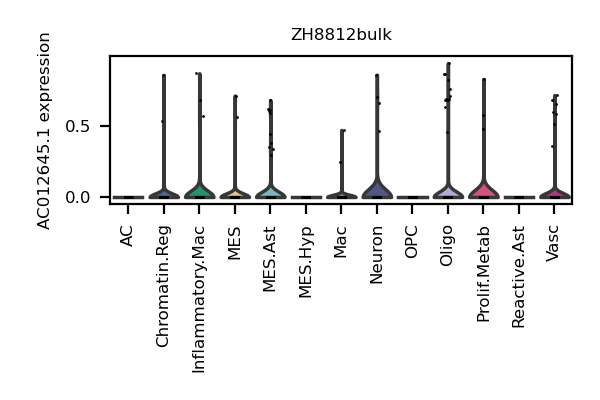 ZH8812bulk
AC012645.1 expression
0.5
0.0
AC
Chromatin.Reg
Inflammatory.Mac
MES
MES.Ast
MES.Hyp
Mac
Neuron
OPC
Oligo
Prolif.Metab
Reactive.Ast
Vasc